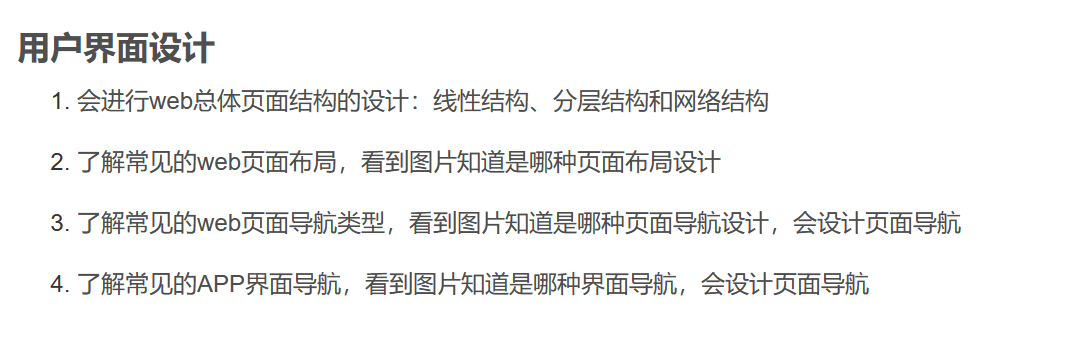 用户界面设计
1. 会进行web总体页面结构的设计：线性结构、分层结构和网络结构
2. 了解常见的web页面布局，看到图片知道是哪种页面布局设计
3. 了解常见的web页面导航类型，看到图片知道是哪种页面导航设计，会设计页面导航
4. 了解常见的APP界面导航，看到图片知道是哪种界面导航，会设计页面导航